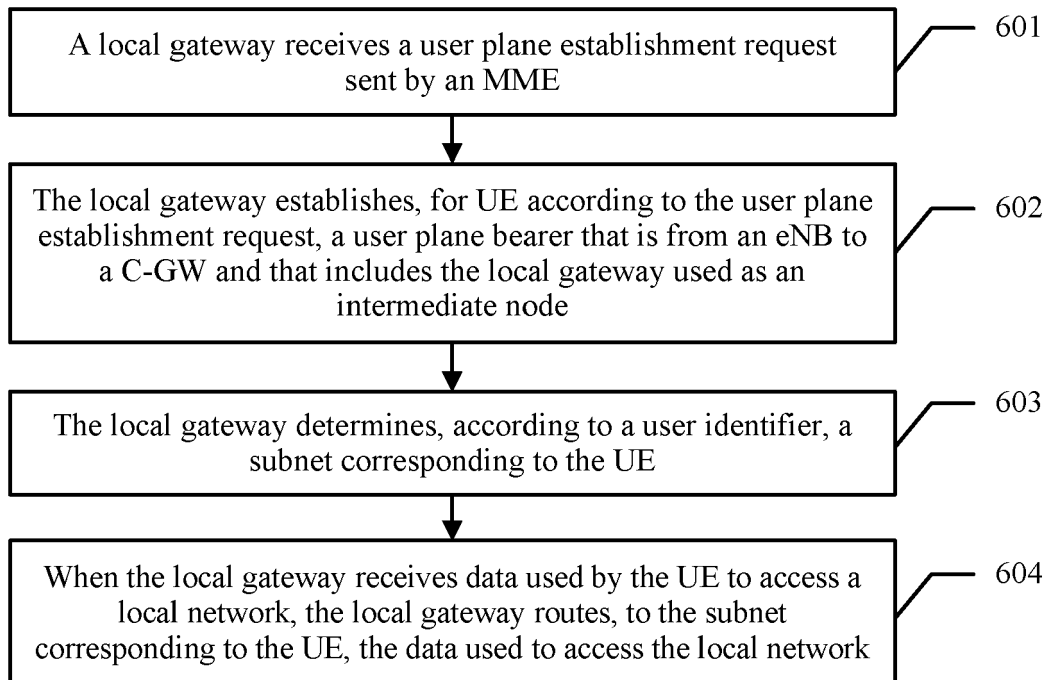 A local gateway receives a user plane establishment request
sent by an MME
601
The local gateway establishes, for UE according to the user plane
establishment request, a user plane bearer that is from an eNB to
a C-GW and that includes the local gateway used as an
intermediate node
602
The local gateway determines, according to a user identifier, a
subnet corresponding to the UE
603
When the local gateway receives data used by the UE to access a
local network, the local gateway routes, to the subnet
corresponding to the UE, the data used to access the local network
604